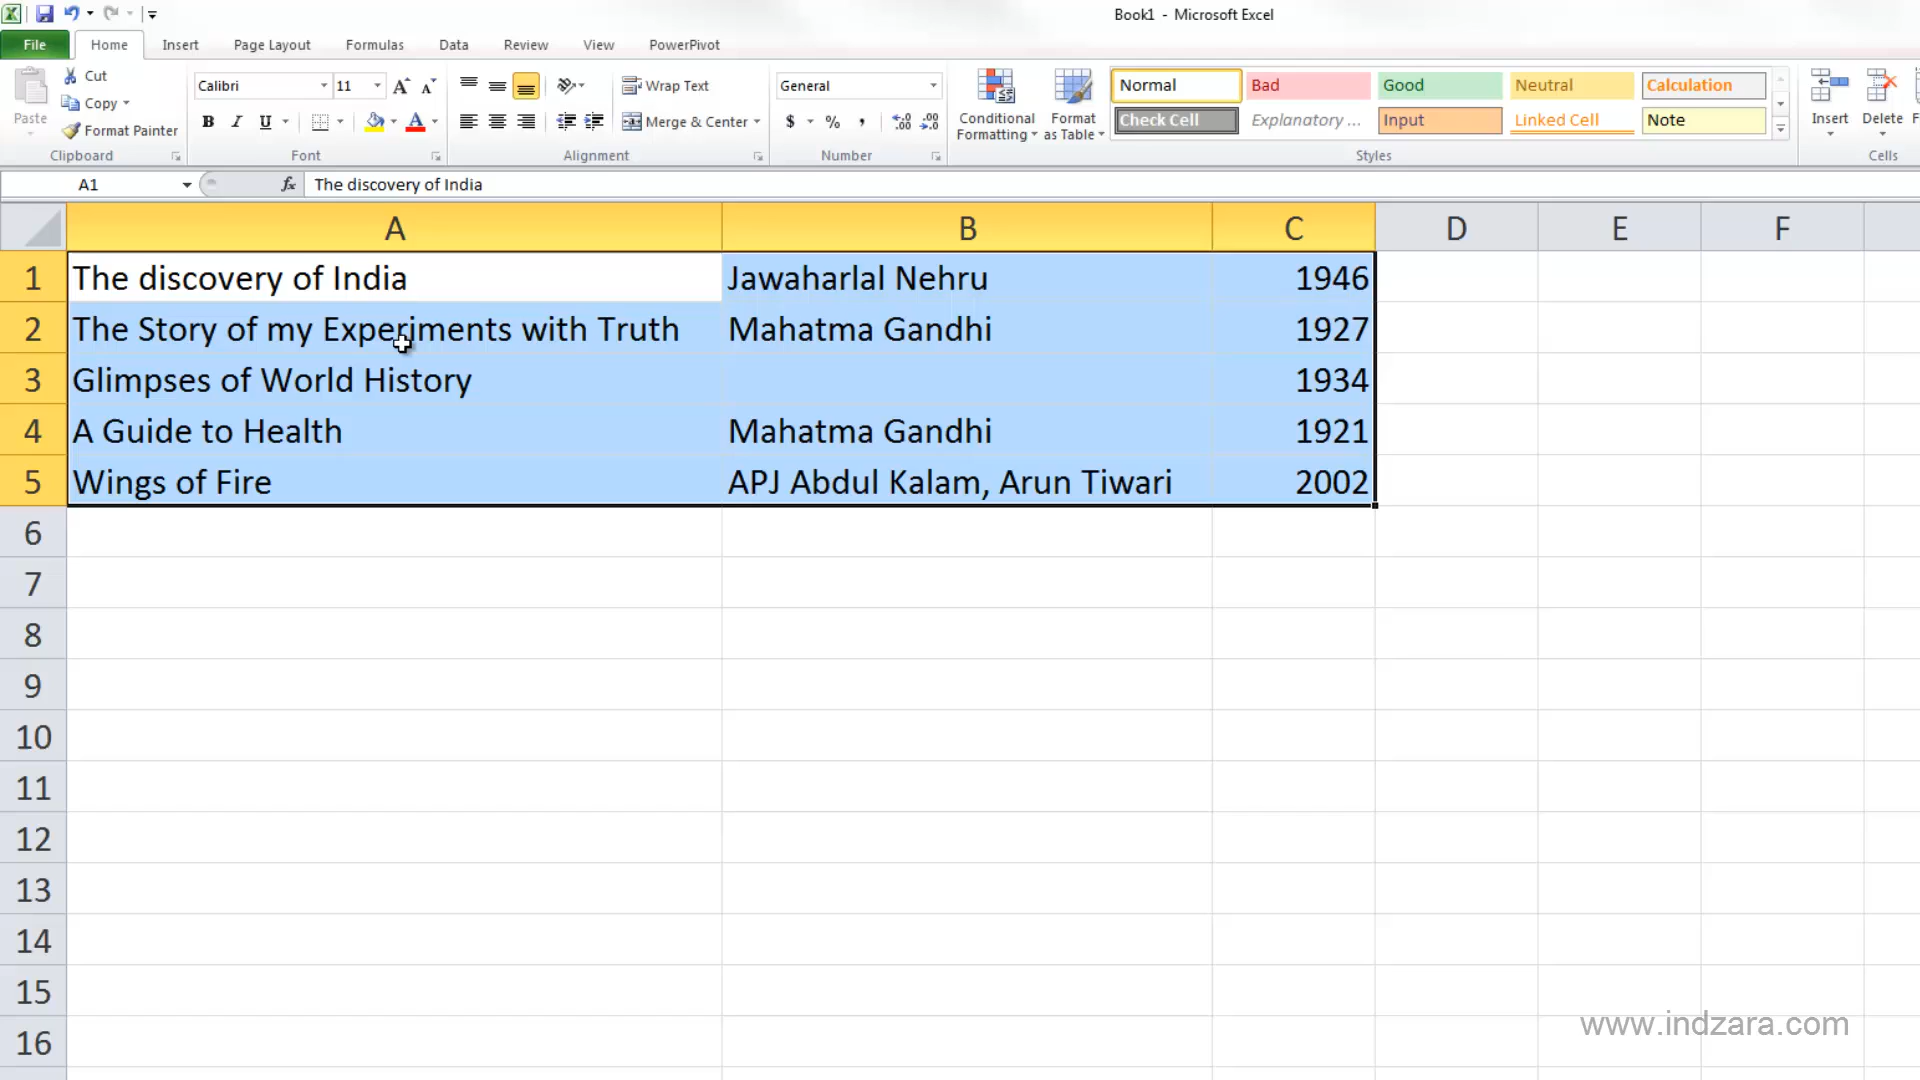 Book1 - Microsoft Excel
File Home Insert Page Layout Formulas Data Review View PowerPivot
Paste
Cut
Copy
Format Painter
Clipboard
Calibri 11
B I U
Font
Wrap Text
Merge & Center
Alignment
General
$ % ,
Number
Conditional Formatting
Format as Table
Normal Bad Good Neutral Calculation
Check Cell Explanatory ... Input Linked Cell Note
Styles
Insert Delete
Cells
A1 fx The discovery of India
A B C D E F
1 The discovery of India Jawaharlal Nehru 1946
2 The Story of my Experiments with Truth Mahatma Gandhi 1927
3 Glimpses of World History 1934
4 A Guide to Health Mahatma Gandhi 1921
5 Wings of Fire APJ Abdul Kalam, Arun Tiwari 2002
6
7
8
9
10
11
12
13
14
15
16
www.indzara.com